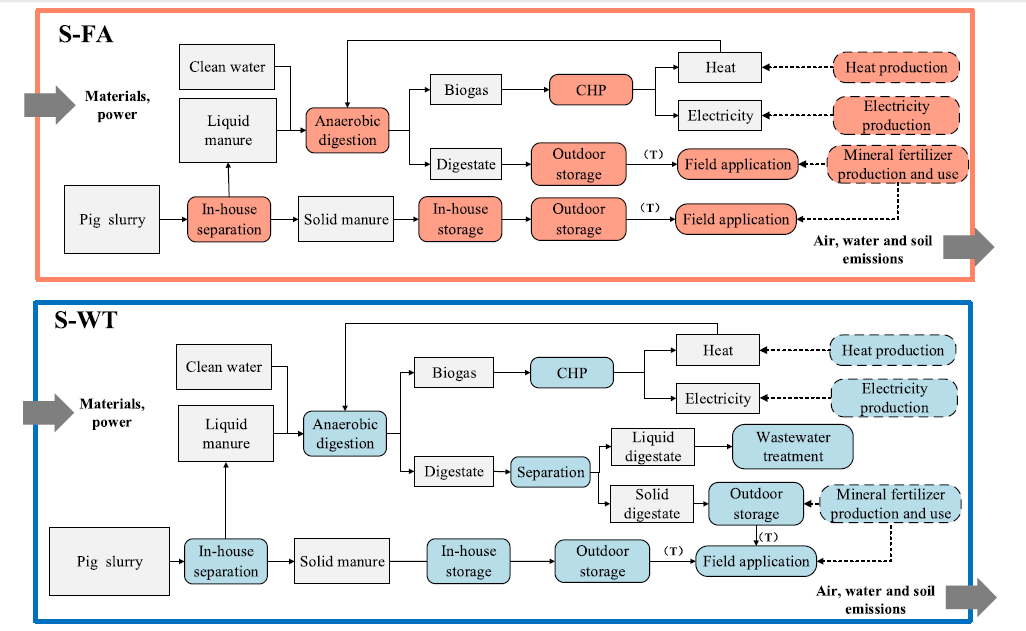 S-FA
Clean water
Materials,
power
Liquid
manure
Anaerobic
digestion
Biogas
CHP
Heat
Heat production
Electricity
Electricity
production
Digestate
Outdoor
storage
(T)
Field application
Mineral fertilizer
production and use
Pig slurry
In-house
separation
Solid manure
In-house
storage
Outdoor
storage
(T)
Field application
Air, water and soil
emissions
S-WT
Clean water
Materials,
power
Liquid
manure
Anaerobic
digestion
Biogas
CHP
Heat
Heat production
Electricity
Electricity
production
Digestate
Separation
Liquid
digestate
Wastewater
treatment
Solid
digestate
Outdoor
storage
Mineral fertilizer
production and use
(T)
Pig slurry
In-house
separation
Solid manure
In-house
storage
Outdoor
storage
(T)
Field application
Air, water and soil
emissions